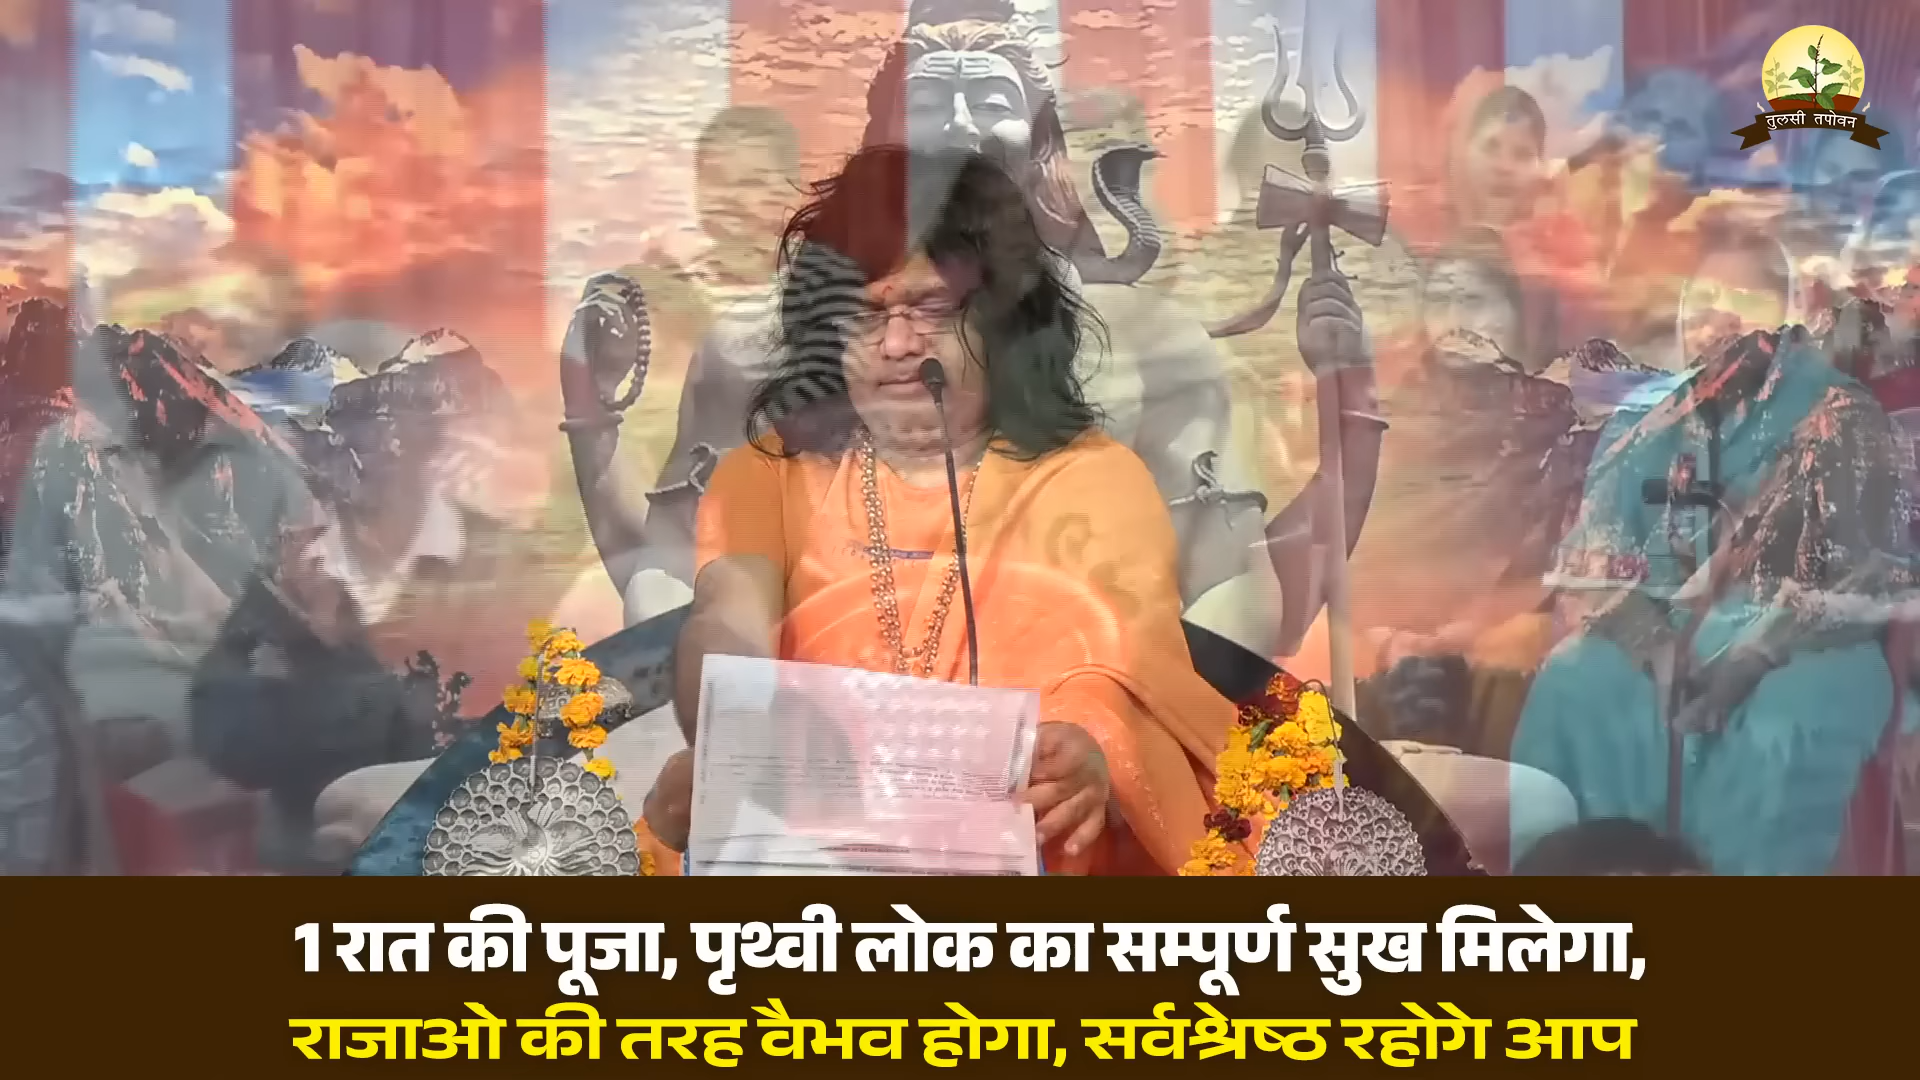 तुलसी तपोवन
1 रात की पूजा, पृथ्वी लोक का सम्पूर्ण सुख मिलेगा,
राजाओ की तरह वैभव होगा, सर्वश्रेष्ठ रहोगे आप